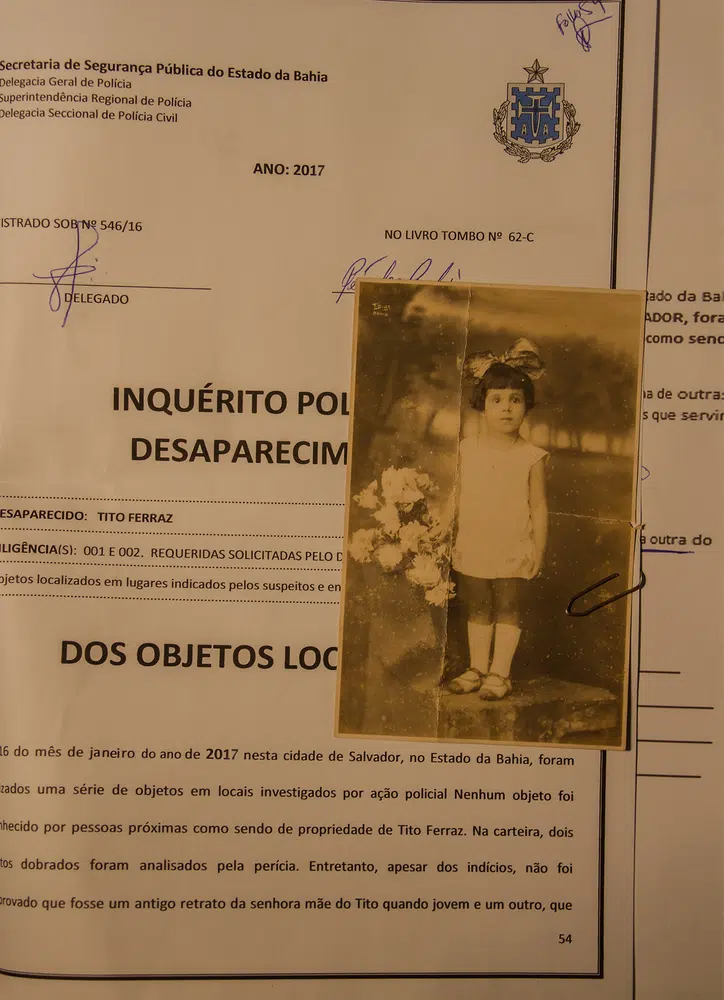 Folha 54
Secretaria de Segurança Pública do Estado da Bahia
Delegacia Geral de Polícia
Superintendência Regional de Polícia
Delegacia Seccional de Polícia Civil
ANO: 2017
ISTRADO SOB Nº 546/16
NO LIVRO TOMBO Nº 62-C
DELEGADO
INQUÉRITO POL
DESAPARECIM
ESAPARECIDO: TITO FERRAZ
LIGÊNCIA(S): 001 E 002. REQUERIDAS SOLICITADAS PELO D
bjetos localizados em lugares indicados pelos suspeitos e en
DOS OBJETOS LOC
16 do mês de janeiro do ano de 2017 nesta cidade de Salvador, no Estado da Bahia, foram
zados uma série de objetos em locais investigados por ação policial Nenhum objeto foi
nhecido por pessoas próximas como sendo de propriedade de Tito Ferraz. Na carteira, dois
tos dobrados foram analisados pela perícia. Entretanto, apesar dos indícios, não foi
provado que fosse um antigo retrato da senhora mãe do Tito quando jovem e um outro, que
54
tado da Bal
ADOR, fora
como send
na de outra:
s que servir
a outra do